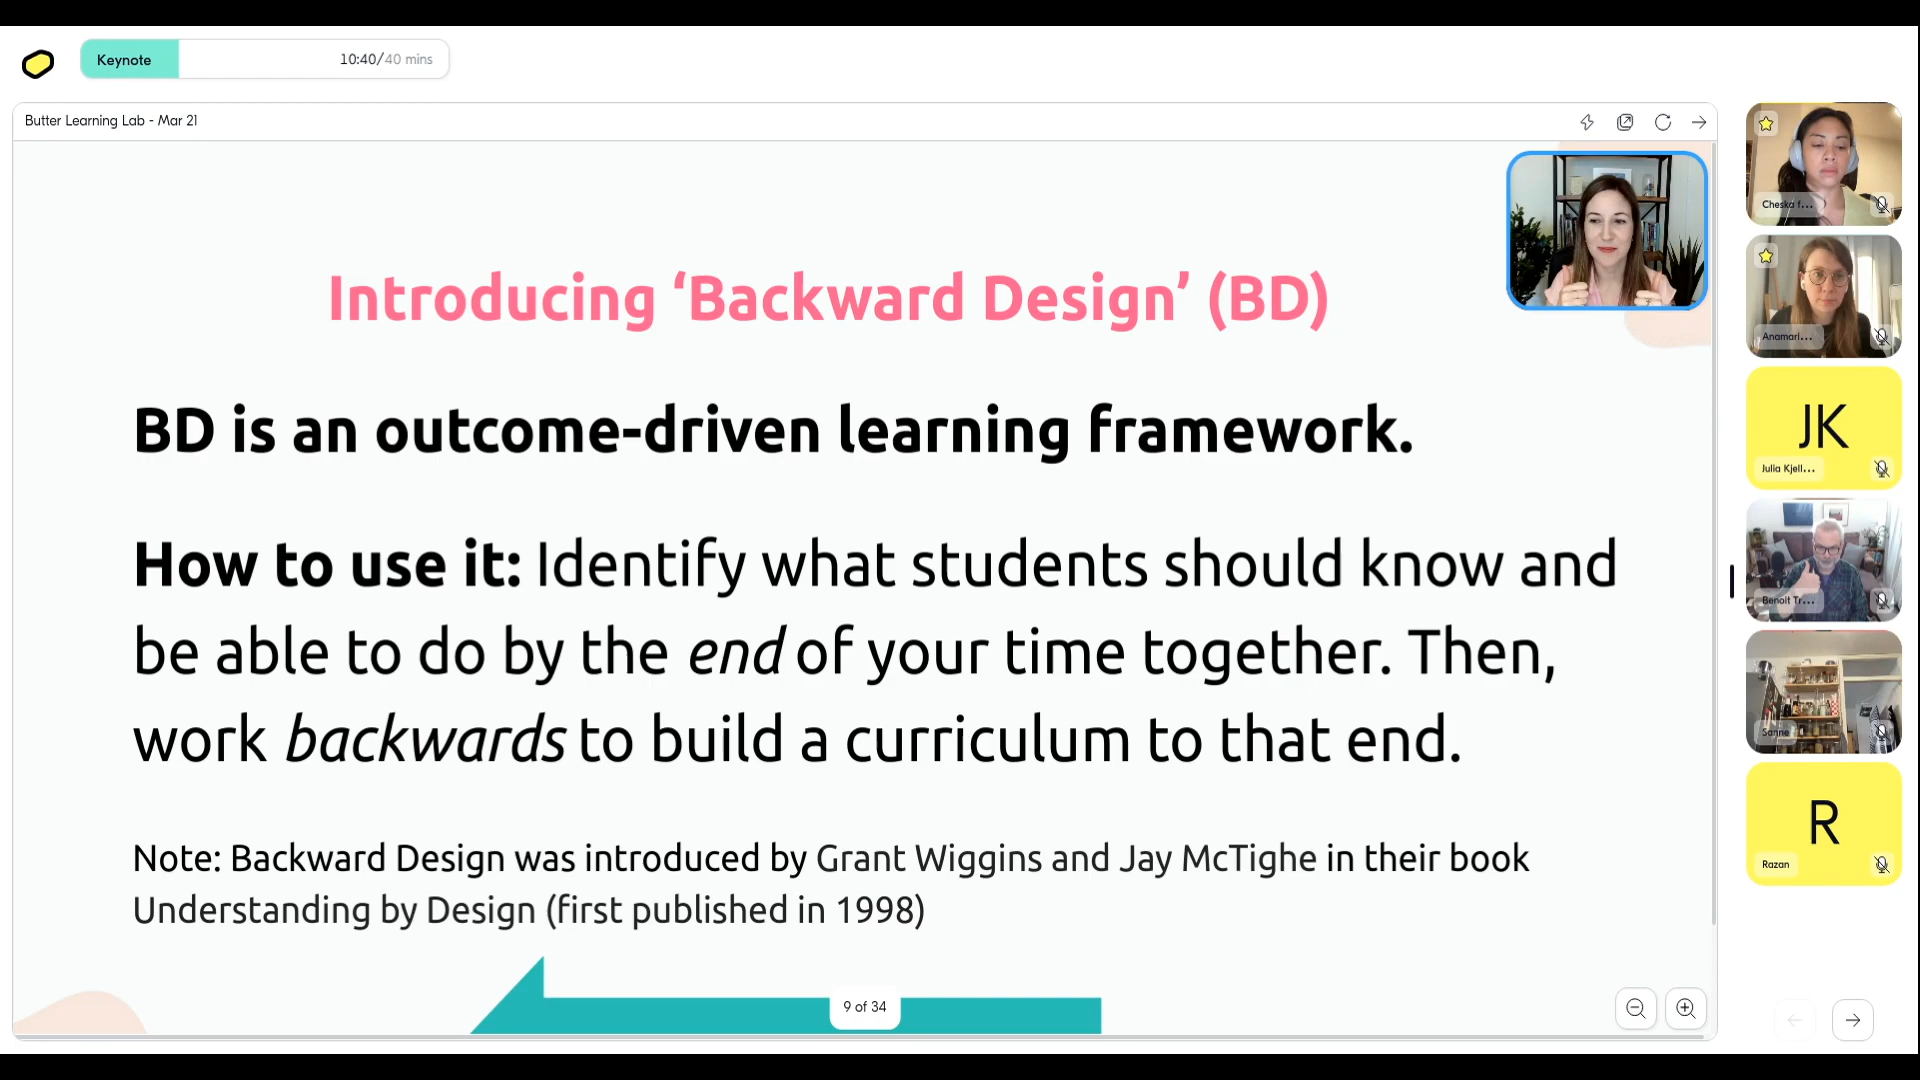 Keynote
10:40/40 mins
Butter Learning Lab - Mar 21
Introducing ‘Backward Design’ (BD)
BD is an outcome-driven learning framework.
How to use it: Identify what students should know and
be able to do by the end of your time together. Then,
work backwards to build a curriculum to that end.
Note: Backward Design was introduced by Grant Wiggins and Jay McTighe in their book
Understanding by Design (first published in 1998)
9 of 34
Cheska f...
Anamari...
JK
Julia Kjell...
Benoit Tr...
Sanne
R
Razan